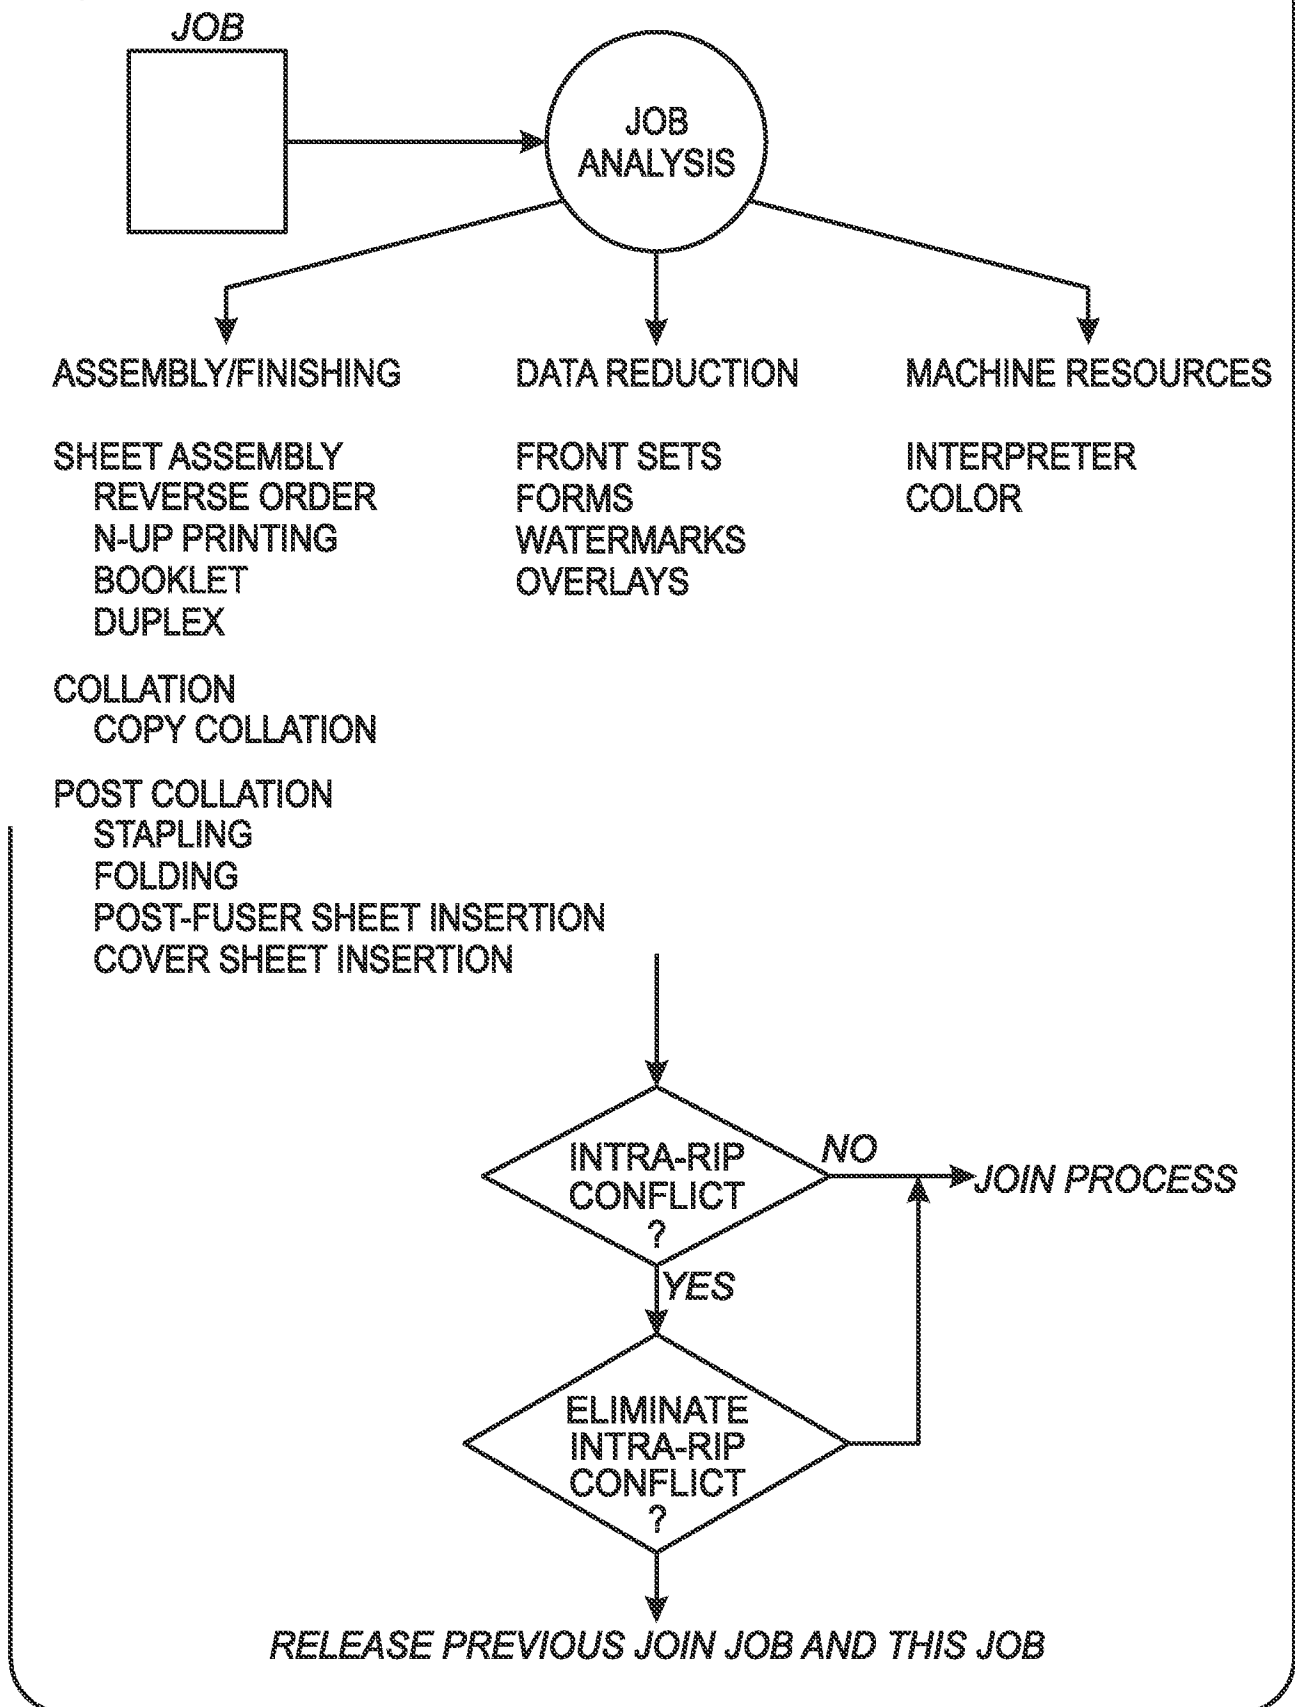 JOB
JOB
ANALYSIS
ASSEMBLY/FINISHING
SHEET ASSEMBLY
REVERSE ORDER
N-UP PRINTING
BOOKLET
DUPLEX
COLLATION
COPY COLLATION
POST COLLATION
STAPLING
FOLDING
POST-FUSER SHEET INSERTION
COVER SHEET INSERTION
DATA REDUCTION
FRONT SETS
FORMS
WATERMARKS
OVERLAYS
MACHINE RESOURCES
INTERPRETER
COLOR
INTRA-RIP
CONFLICT
?
NO
JOIN PROCESS
YES
ELIMINATE
INTRA-RIP
CONFLICT
?
RELEASE PREVIOUS JOIN JOB AND THIS JOB